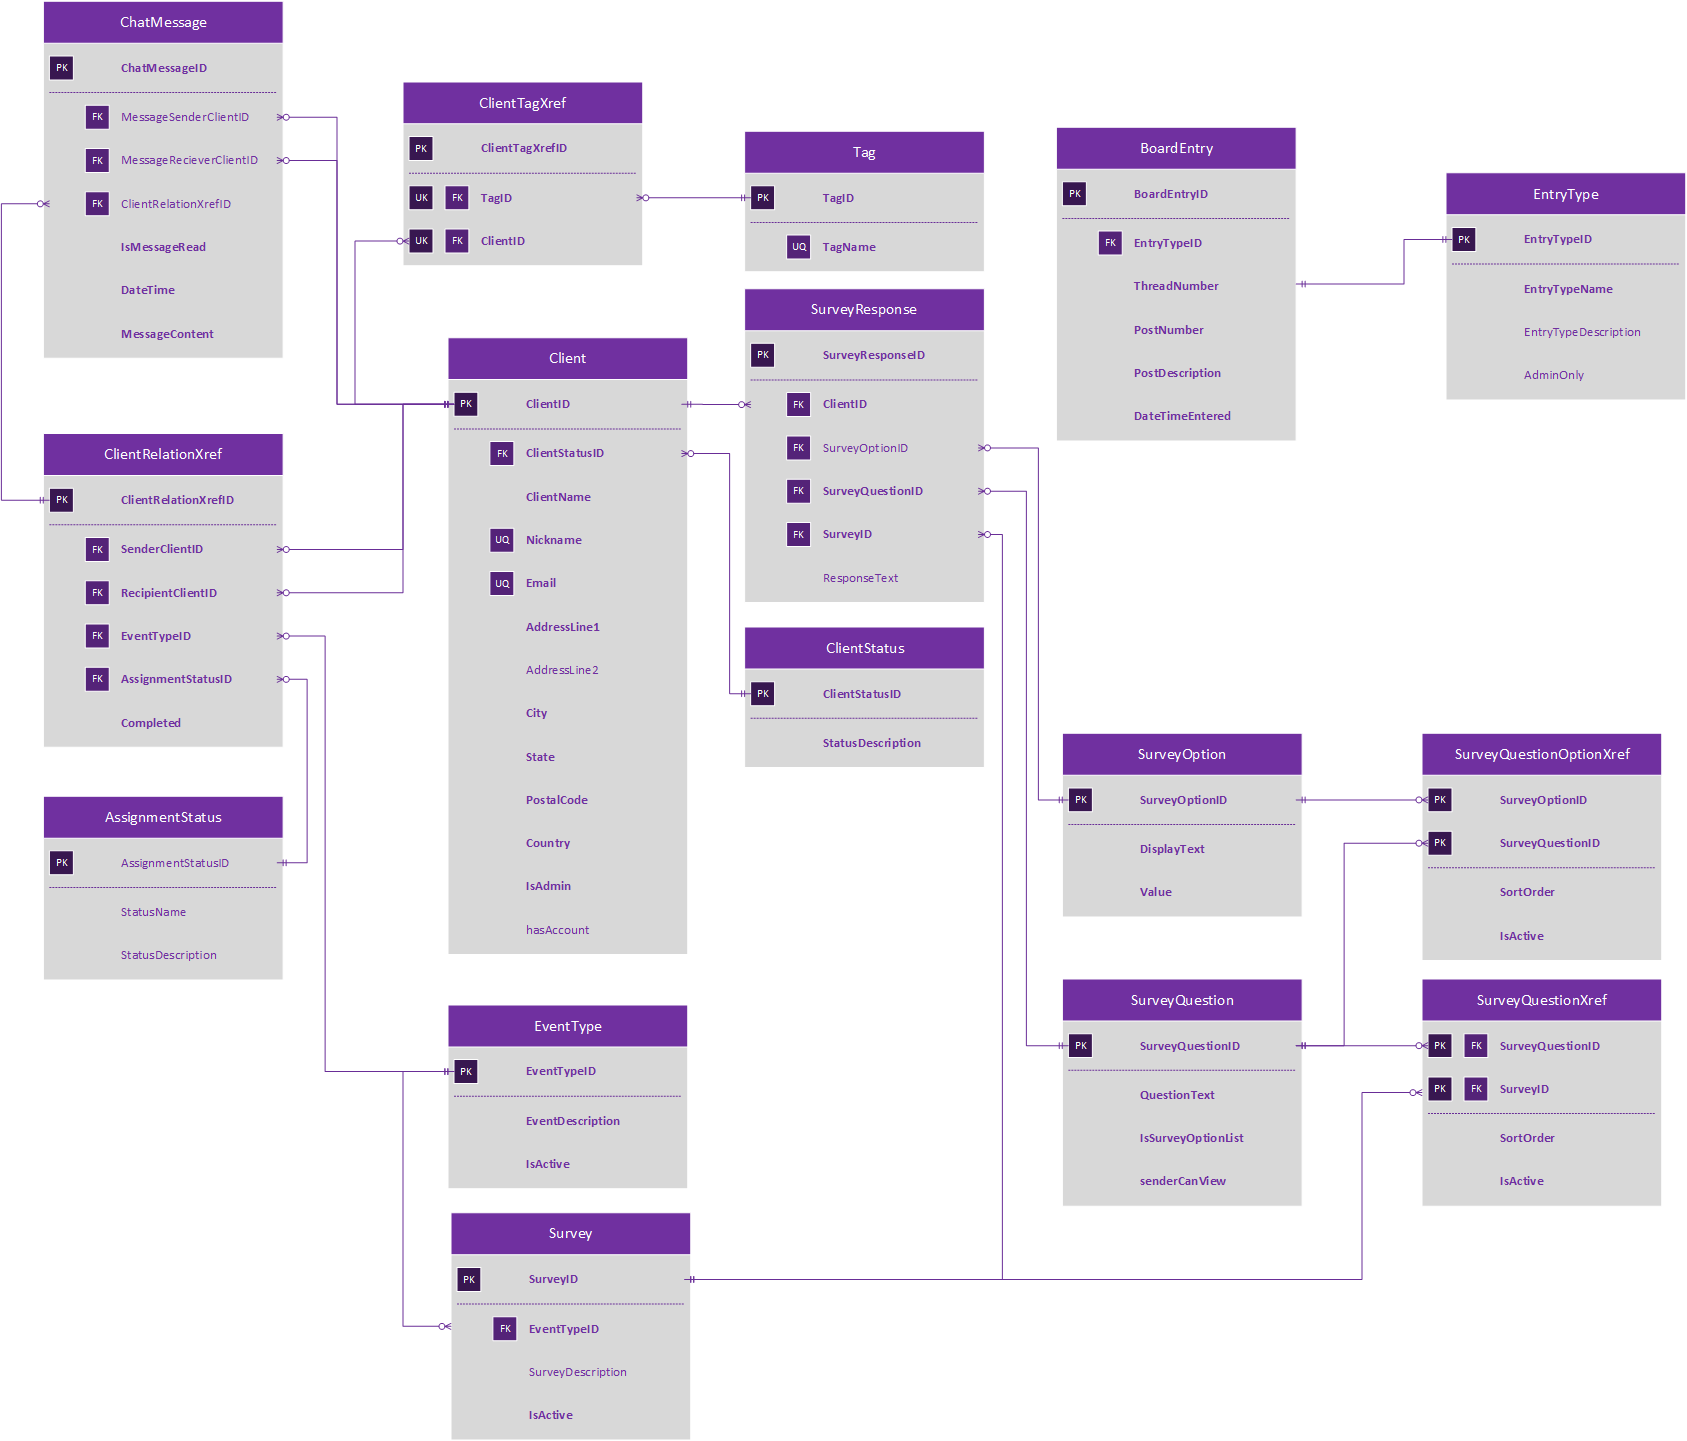 ChatMessage
PK ChatMessageID
FK MessageSenderClientID
FK MessageRecieverClientID
FK ClientRelationXrefID
IsMessageRead
DateTime
MessageContent
ClientTagXref
PK ClientTagXrefID
UK FK TagID
UK FK ClientID
Tag
PK TagID
UQ TagName
BoardEntry
PK BoardEntryID
FK EntryTypeID
ThreadNumber
PostNumber
PostDescription
DateTimeEntered
EntryType
PK EntryTypeID
EntryTypeName
EntryTypeDescription
AdminOnly
SurveyResponse
PK SurveyResponseID
FK ClientID
FK SurveyOptionID
FK SurveyQuestionID
FK SurveyID
ResponseText
Client
PK ClientID
FK ClientStatusID
ClientName
UQ Nickname
UQ Email
AddressLine1
AddressLine2
City
State
PostalCode
Country
IsAdmin
hasAccount
ClientRelationXref
PK ClientRelationXrefID
FK SenderClientID
FK RecipientClientID
FK EventTypeID
FK AssignmentStatusID
Completed
ClientStatus
PK ClientStatusID
StatusDescription
AssignmentStatus
PK AssignmentStatusID
StatusName
StatusDescription
SurveyOption
PK SurveyOptionID
DisplayText
Value
SurveyQuestionOptionXref
PK SurveyOptionID
PK SurveyQuestionID
SortOrder
IsActive
SurveyQuestion
PK SurveyQuestionID
QuestionText
IsSurveyOptionList
senderCanView
SurveyQuestionXref
PK FK SurveyQuestionID
PK FK SurveyID
SortOrder
IsActive
EventType
PK EventTypeID
EventDescription
IsActive
Survey
PK SurveyID
FK EventTypeID
SurveyDescription
IsActive